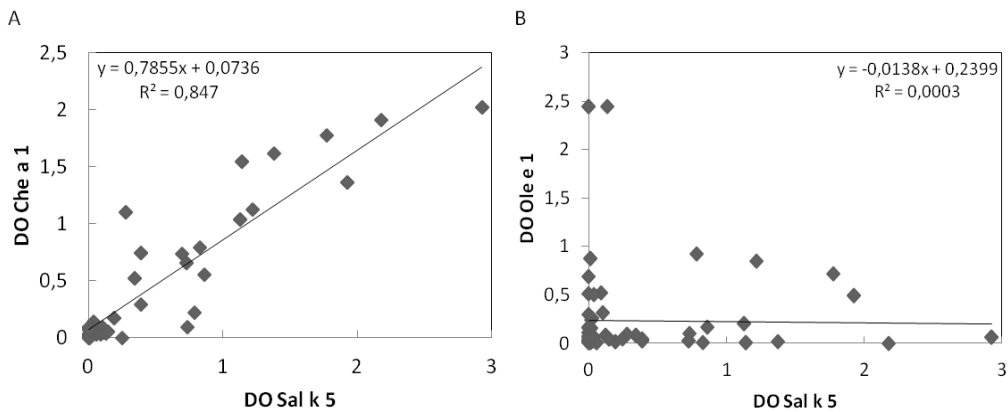 A
y = 0,7855x + 0,0736
R² = 0,847
DO Che a 1
2,5
2
1,5
1
0,5
0
0 1 2 3
DO Sal k 5
B
y = -0,0138x + 0,2399
R² = 0,0003
DO Ole e 1
3
2,5
2
1,5
1
0,5
0
0 1 2 3
DO Sal k 5